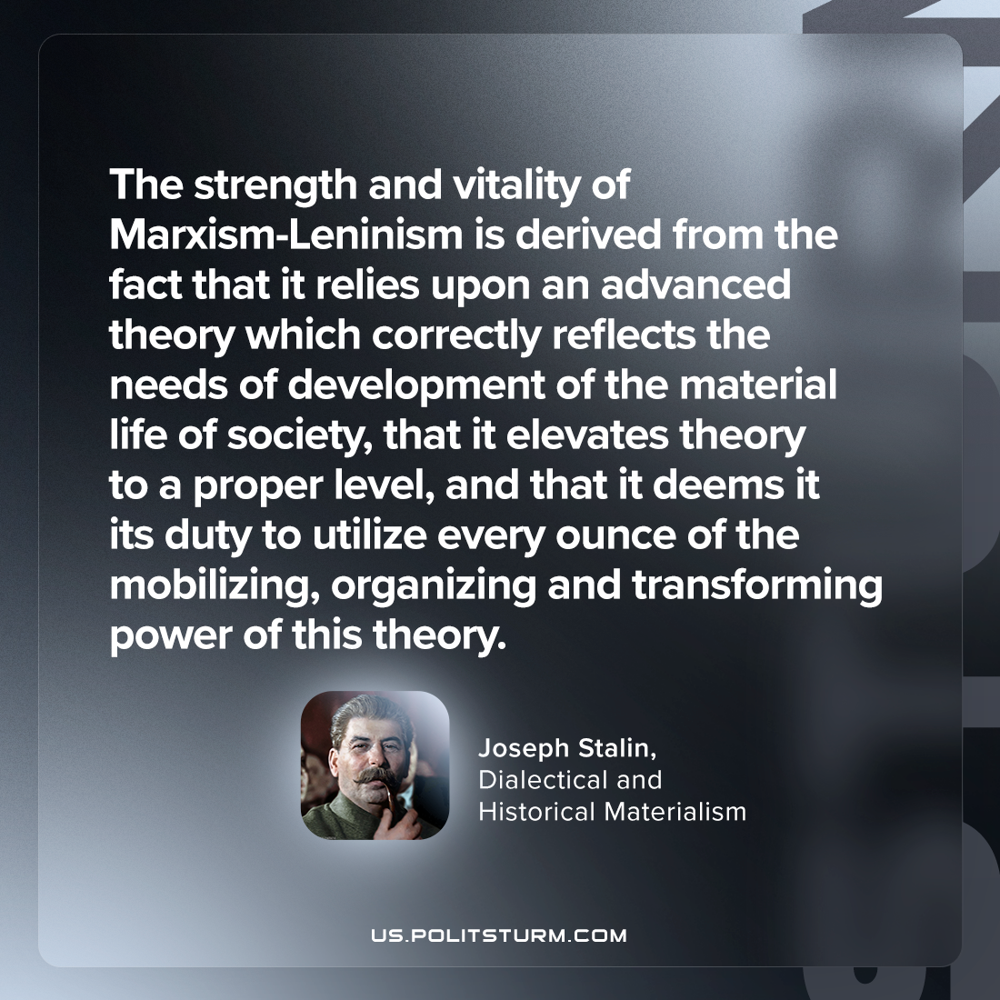 The strength and vitality of
Marxism-Leninism is derived from the
fact that it relies upon an advanced
theory which correctly reflects the
needs of development of the material
life of society, that it elevates theory
to a proper level, and that it deems it
its duty to utilize every ounce of the
mobilizing, organizing and transforming
power of this theory.
Joseph Stalin,
Dialectical and
Historical Materialism
US.POLITSTURM.COM